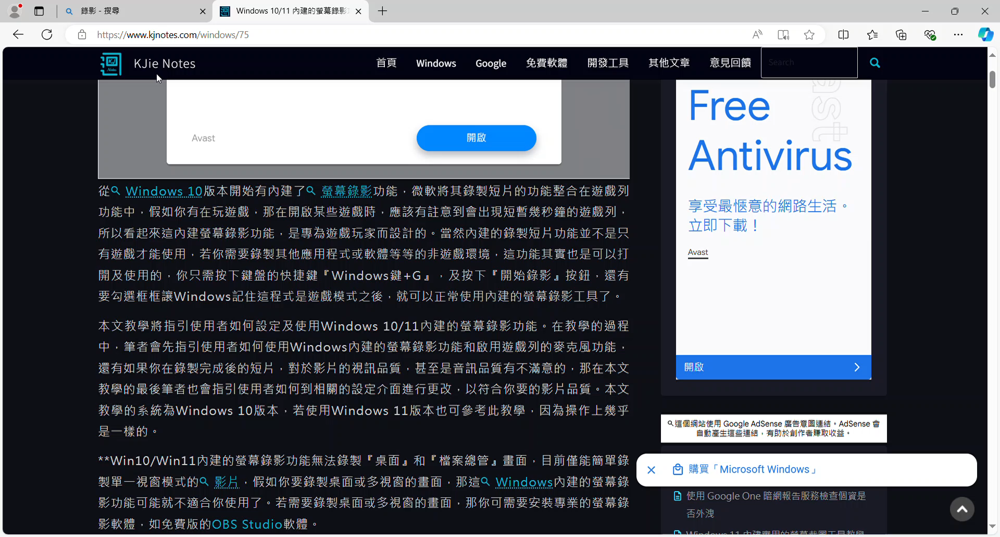 錄影 - 搜尋
Windows 10/11 內建的螢幕錄影
https://www.kjnotes.com/windows/75
KJie Notes
首頁
Windows
Google
免費軟體
開發工具
其他文章
意見回饋
Search
Avast
開啟
從 Windows 10版本開始有內建了 螢幕錄影功能，微軟將其錄製短片的功能整合在遊戲列
功能中，假如你有在玩遊戲，那在開啟某些遊戲時，應該有註意到會出現短暫幾秒鐘的遊戲列，
所以看起來這內建螢幕錄影功能，是專為遊戲玩家而設計的。當然內建的錄製短片功能並不是只
有遊戲才能使用，若你需要錄製其他應用程式或軟體等等的非遊戲環境，這功能其實也是可以打
開及使用的，你只需按下鍵盤的快捷鍵『Windows鍵+G』，及按下『開始錄影』按鈕，還有
要勾選框框讓Windows記住這程式是遊戲模式之後，就可以正常使用內建的螢幕錄影工具了。
本文教學將指引使用者如何設定及使用Windows 10/11內建的螢幕錄影功能。在教學的過程
中，筆者會先指引使用者如何使用Windows內建的螢幕錄影功能和啟用遊戲列的麥克風功能，
還有如果你在錄製完成後的短片，對於影片的視訊品質，甚至是音訊品質有不滿意的，那在本文
教學的最後筆者也會指引使用者如何到相關的設定介面進行更改，以符合你要的影片品質。本文
教學的系統為Windows 10版本，若使用Windows 11版本也可參考此教學，因為操作上幾乎
是一樣的。
**Win10/Win11內建的螢幕錄影功能無法錄製『桌面』和『檔案總管』畫面，目前僅能簡單錄
製單一視窗模式的 影片，假如你要錄製桌面或多視窗的畫面，那這 Windows內建的螢幕錄
影功能可能就不適合你使用了。若需要錄製桌面或多視窗的畫面，那你可需要安裝專業的螢幕錄
影軟體，如免費版的OBS Studio軟體。
Free
Antivirus
享受最愜意的網路生活。
立即下載！
Avast
開啟
這個網站使用 Google AdSense 廣告意圖連結。AdSense 會
自動產生這些連結，有助於創作者賺取收益。
購買「Microsoft Windows」
使用 Google One 暗網報告服務檢查個資是
否外洩
Windows 11 內建實用的螢幕截圖工具教學